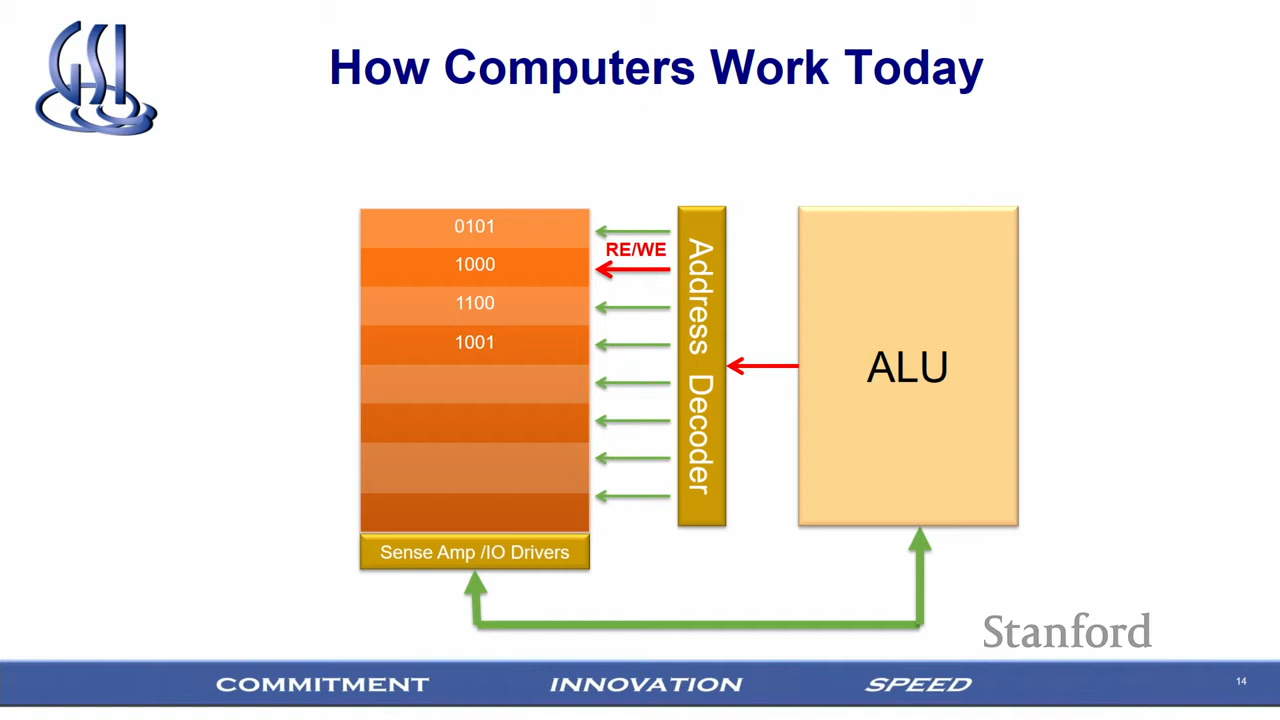 GSI
How Computers Work Today
0101
1000
1100
1001
RE/WE
Address Decoder
ALU
Sense Amp /IO Drivers
Stanford
COMMITMENT INNOVATION SPEED
14